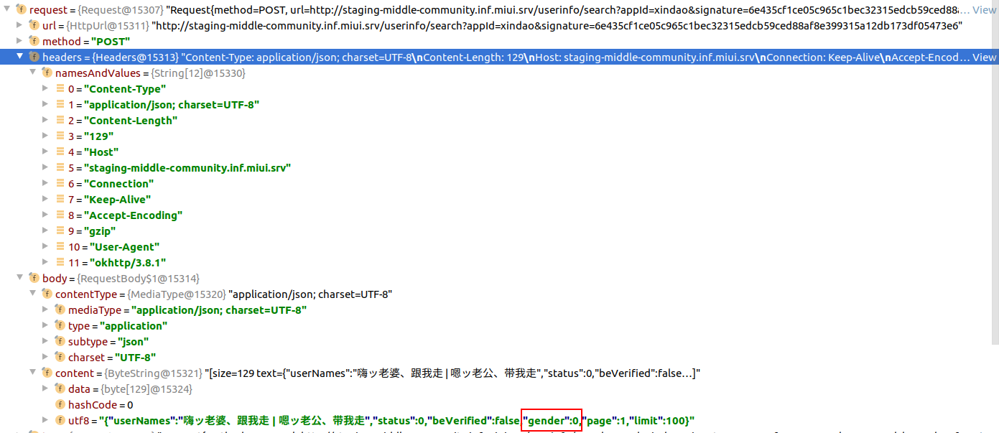 request = {Request@15307} "Request{method=POST, url=http://staging-middle-community.inf.miui.srv/userinfo/search?appId=xindao&signature=6e435cf1ce05c965c1bec32315edcb59ced88a... View
url = {HttpUrl@15311} "http://staging-middle-community.inf.miui.srv/userinfo/search?appId=xindao&signature=6e435cf1ce05c965c1bec32315edcb59ced88af8e399315a12db173df05473e6"
method = "POST"
headers = {Headers@15313} "Content-Type: application/json; charset=UTF-8\nContent-Length: 129\nHost: staging-middle-community.inf.miui.srv\nConnection: Keep-Alive\nAccept-Encod... View
namesAndValues = {String[12]@15330}
0 = "Content-Type"
1 = "application/json; charset=UTF-8"
2 = "Content-Length"
3 = "129"
4 = "Host"
5 = "staging-middle-community.inf.miui.srv"
6 = "Connection"
7 = "Keep-Alive"
8 = "Accept-Encoding"
9 = "gzip"
10 = "User-Agent"
11 = "okhttp/3.8.1"
body = {RequestBody$1@15314}
contentType = {MediaType@15320} "application/json; charset=UTF-8"
mediaType = "application/json; charset=UTF-8"
type = "application"
subtype = "json"
charset = "UTF-8"
content = {ByteString@15321} "[size=129 text={"userNames":"嗨ッ老婆、跟我走 | 嗯ッ老公、带我走","status":0,"beVerified":false…]"
data = {byte[129]@15324}
hashCode = 0
utf8 = "{"userNames":"嗨ッ老婆、跟我走 | 嗯ッ老公、带我走","status":0,"beVerified":false,"gender":0,"page":1,"limit":100}"